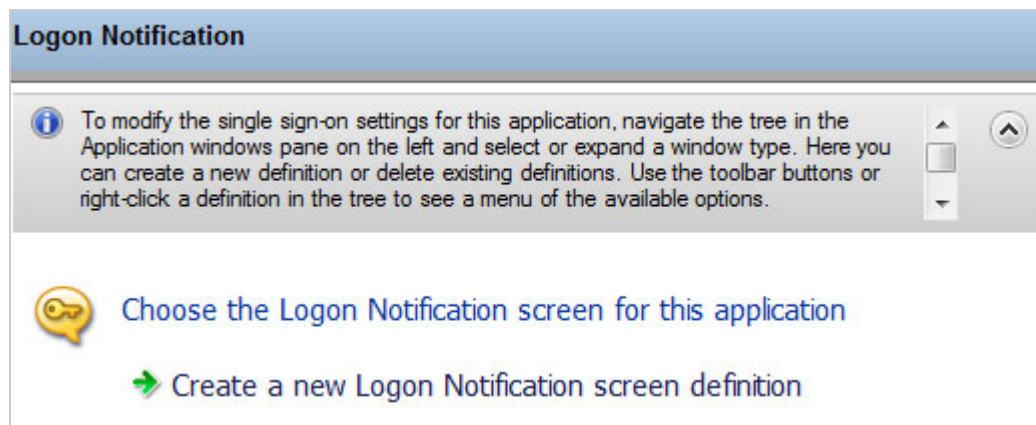 Logon Notification
To modify the single sign-on settings for this application, navigate the tree in the
Application windows pane on the left and select or expand a window type. Here you
can create a new definition or delete existing definitions. Use the toolbar buttons or
right-click a definition in the tree to see a menu of the available options.
Choose the Logon Notification screen for this application
Create a new Logon Notification screen definition